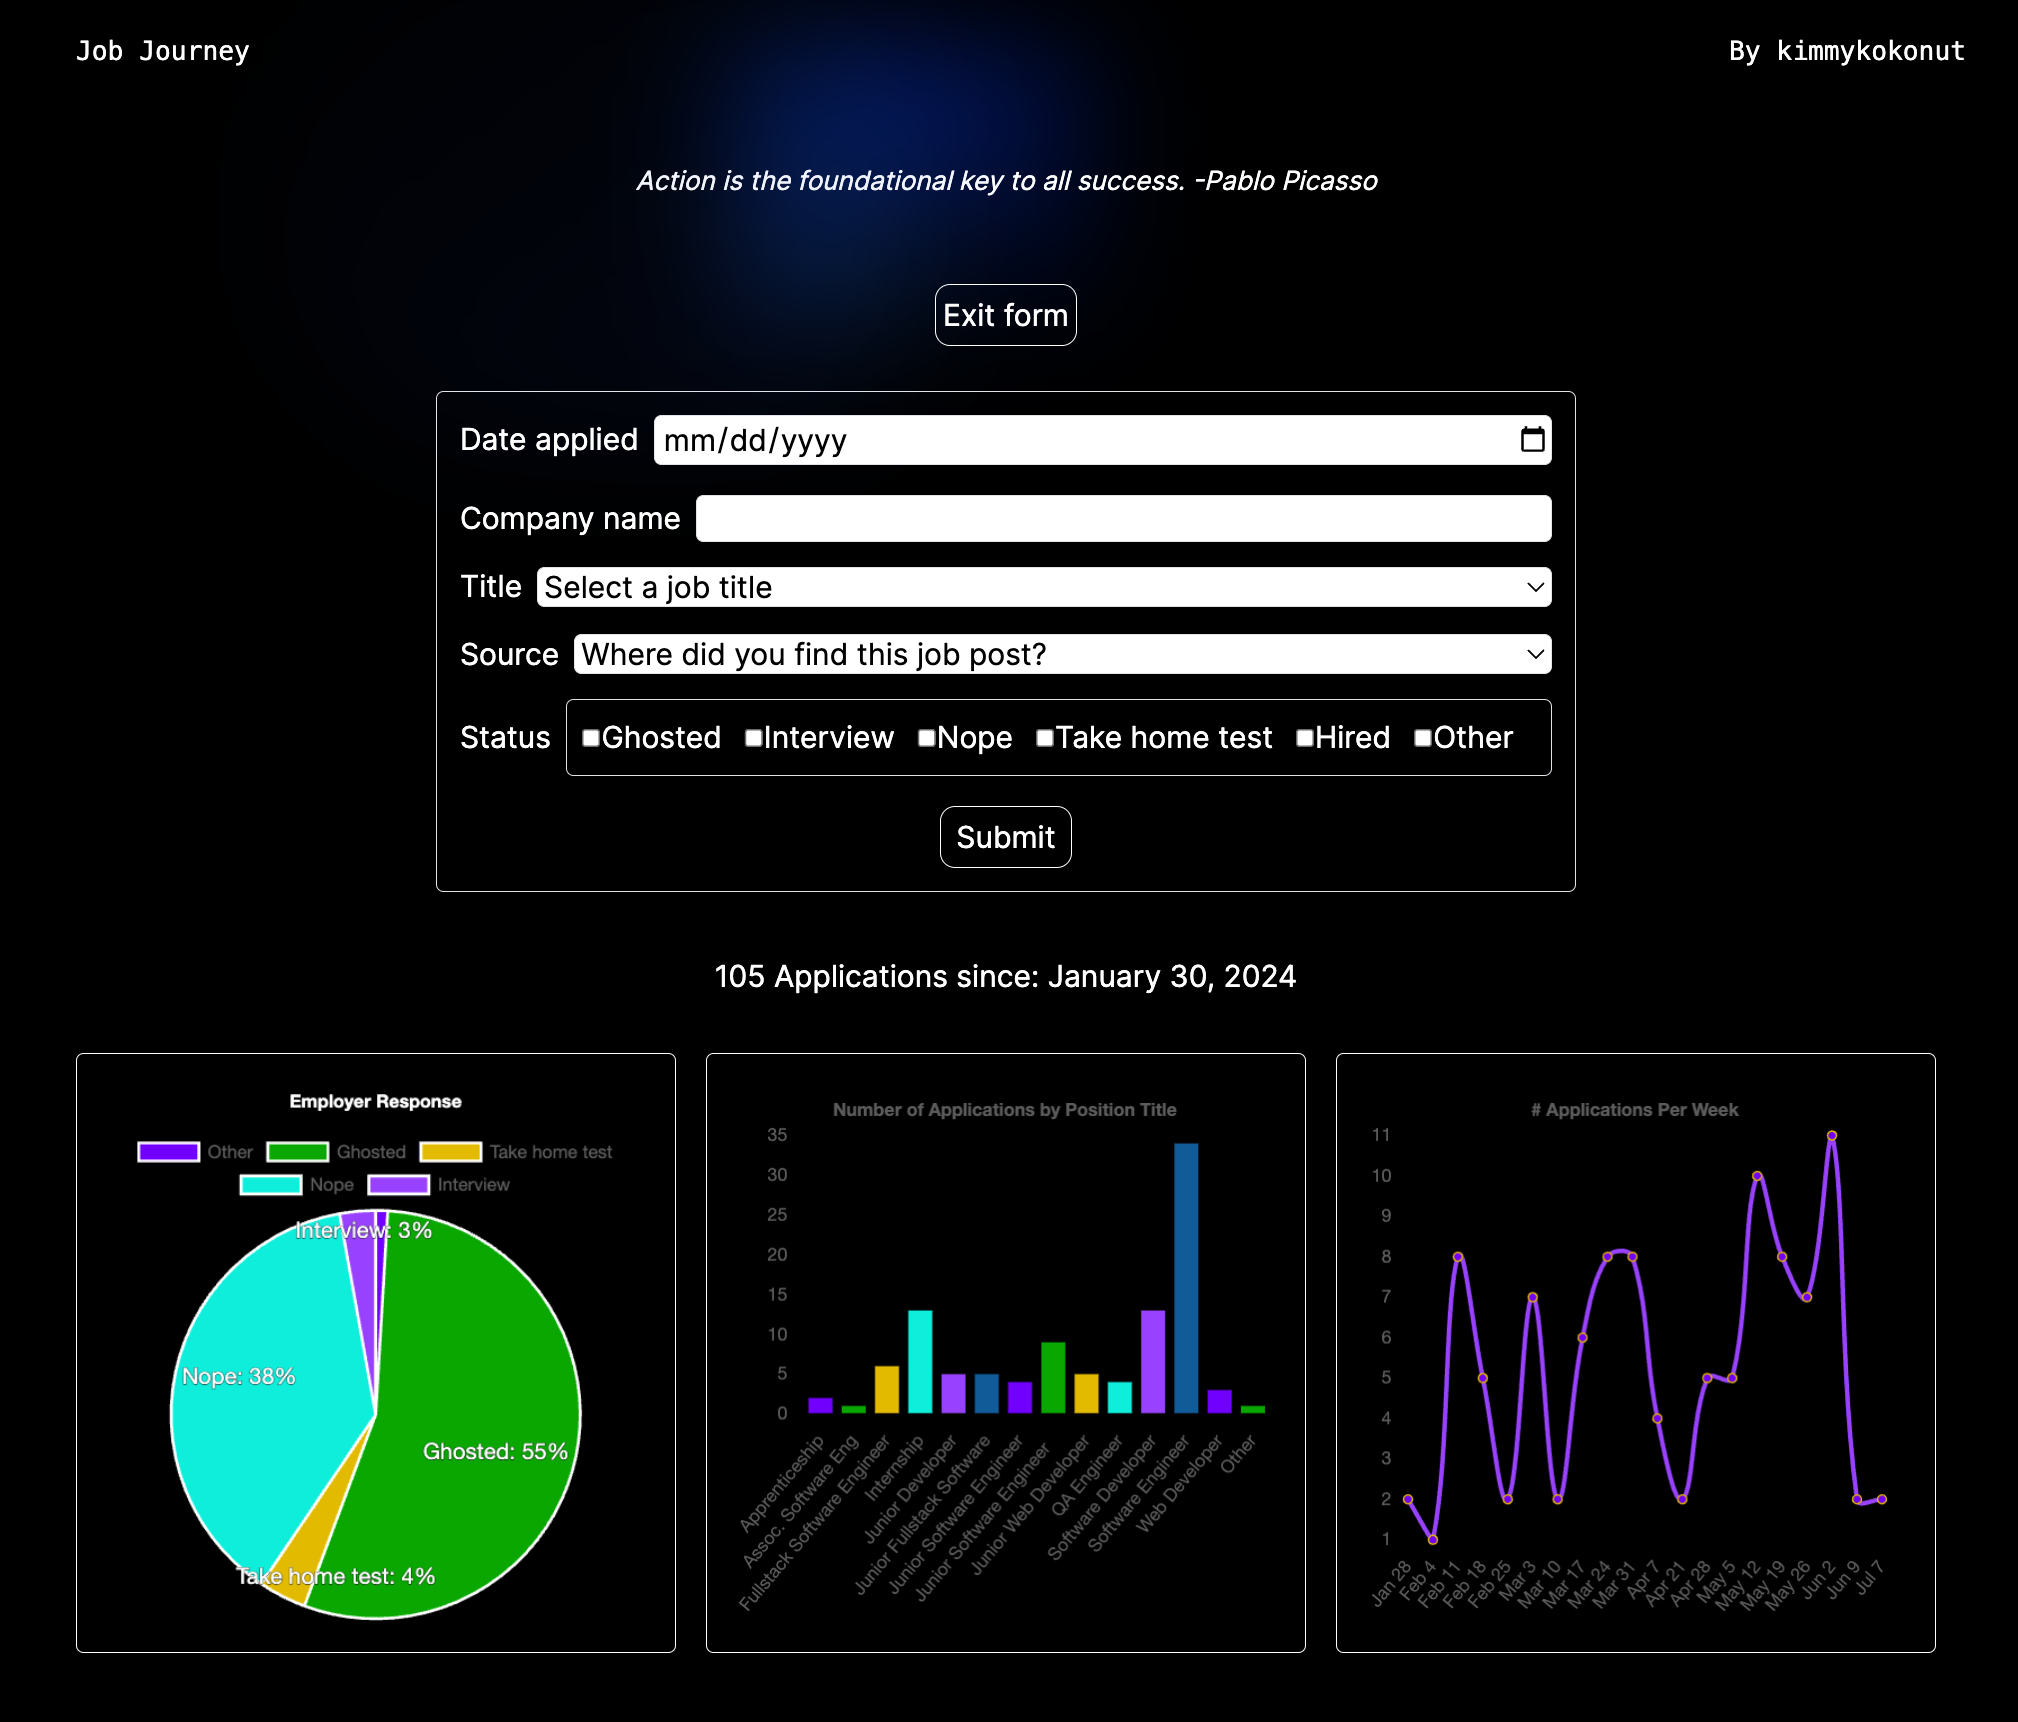 Job Journey
By kimmykokonut
Action is the foundational key to all success. -Pablo Picasso
Exit form
Date applied mm/dd/yyyy
Company name
Title Select a job title
Source Where did you find this job post?
Status Ghosted Interview Nope Take home test Hired Other
Submit
105 Applications since: January 30, 2024
Employer Response
Other Ghosted Take home test
Nope Interview
Interview: 3%
Nope: 38%
Ghosted: 55%
Take home test: 4%
Number of Applications by Position Title
35
30
25
20
15
10
5
0
Apprenticeship
Assoc. Software Eng
Fullstack Software Engineer
Internship
Junior Developer
Junior Fullstack Software
Junior Software Engineer
Junior Software Engineer
Junior Web Developer
QA Engineer
Software Developer
Software Engineer
Web Developer
Other
# Applications Per Week
11
10
9
8
7
6
5
4
3
2
1
Jan 28
Feb 4
Feb 11
Feb 18
Feb 25
Mar 3
Mar 10
Mar 17
Mar 24
Mar 31
Apr 7
Apr 21
Apr 28
May 5
May 12
May 19
May 26
Jun 2
Jun 9
Jul 7